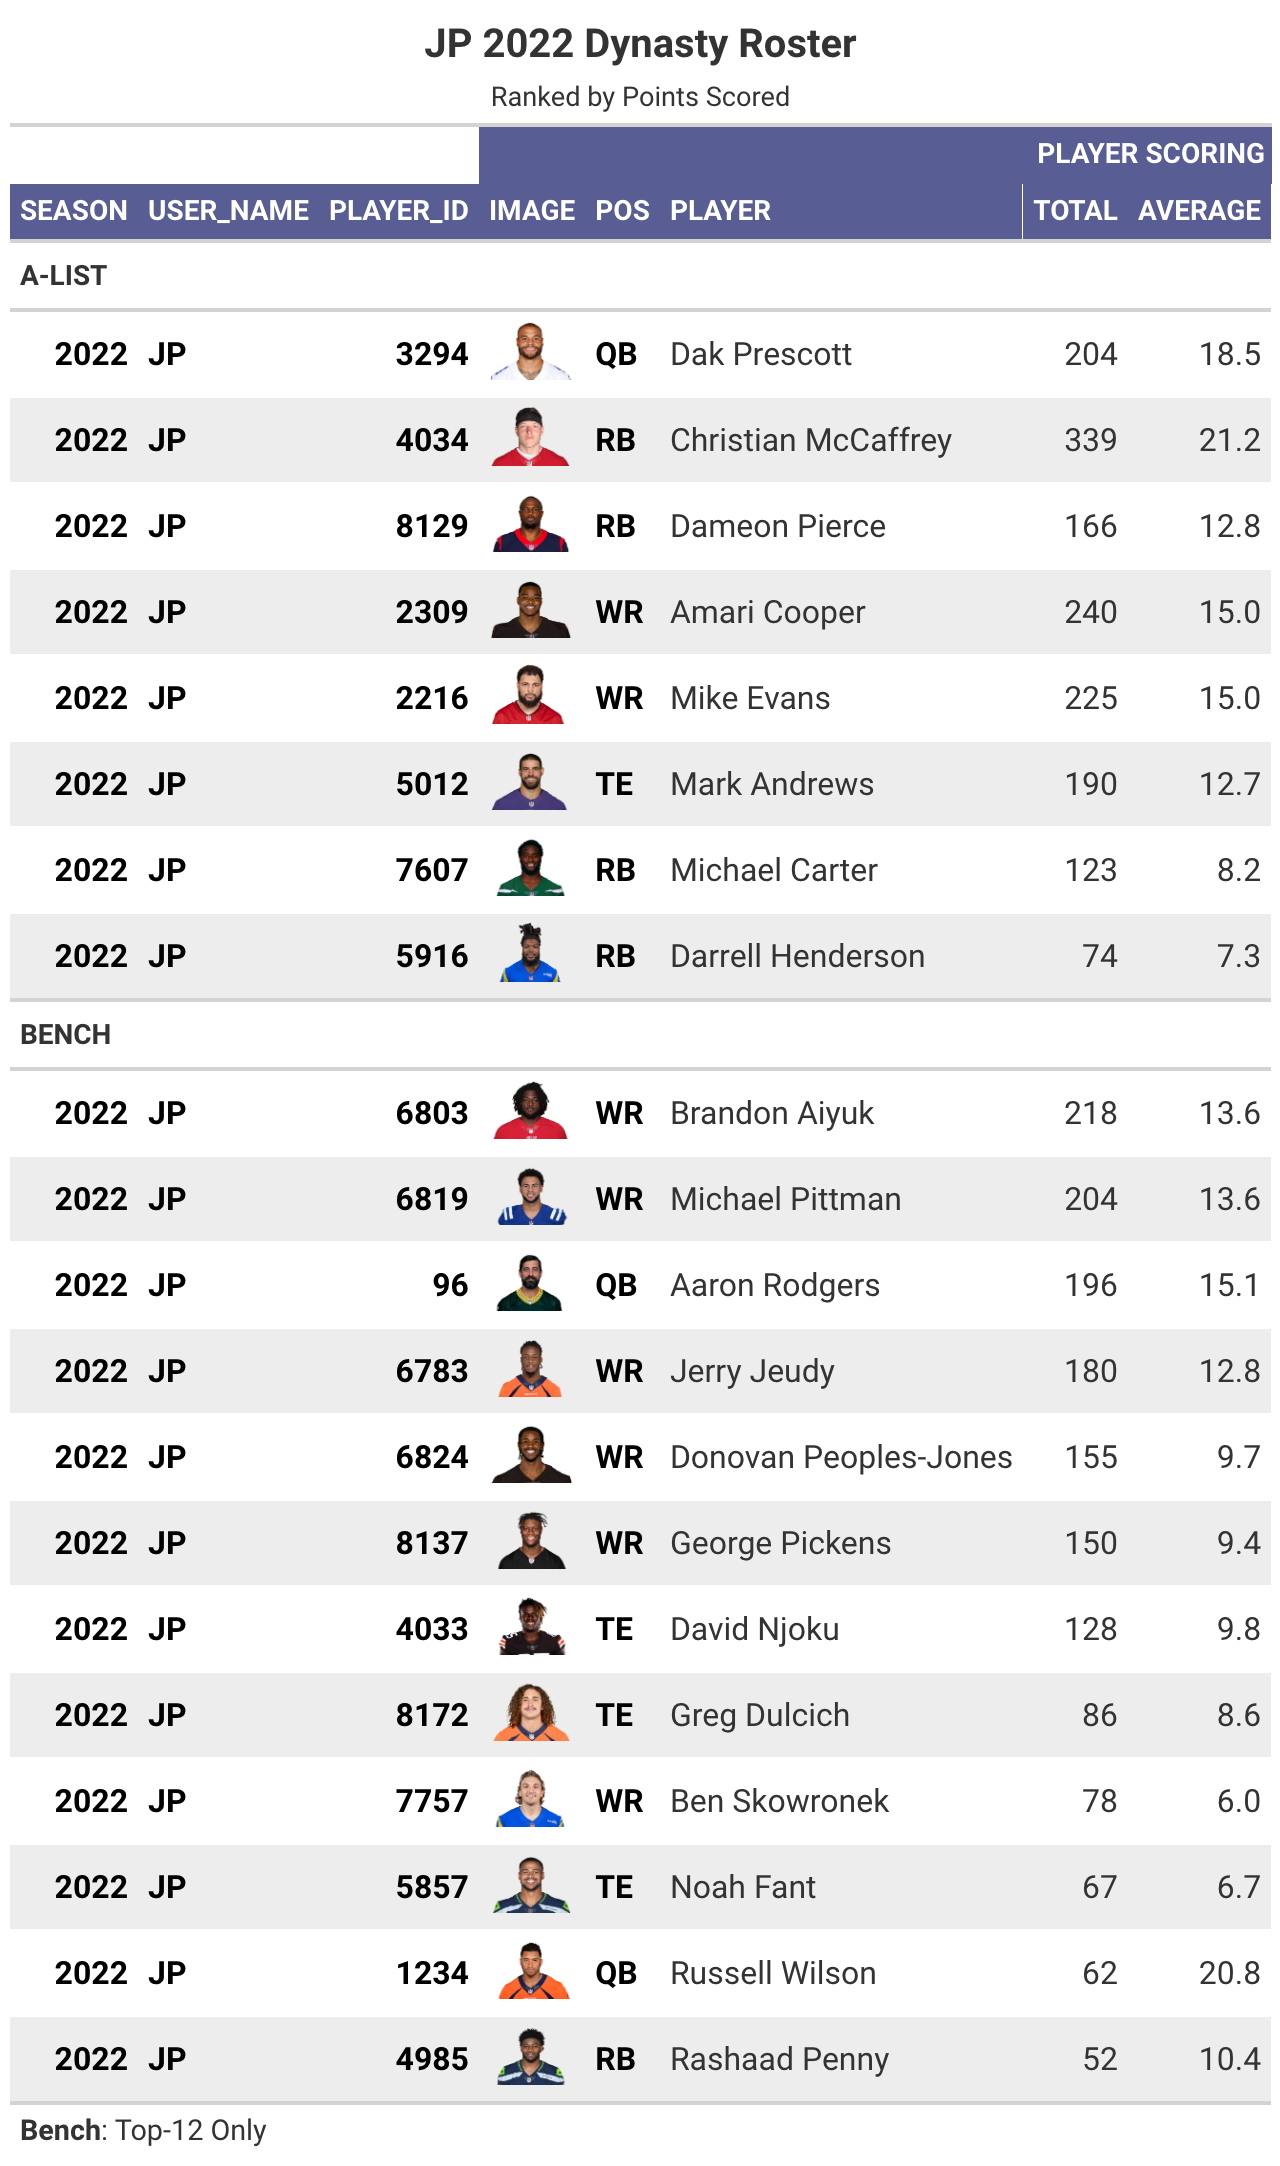 JP 2022 Dynasty Roster
Ranked by Points Scored
PLAYER SCORING
SEASON USER_NAME PLAYER_ID IMAGE POS PLAYER TOTAL AVERAGE
A-LIST
2022 JP 3294 QB Dak Prescott 204 18.5
2022 JP 4034 RB Christian McCaffrey 339 21.2
2022 JP 8129 RB Dameon Pierce 166 12.8
2022 JP 2309 WR Amari Cooper 240 15.0
2022 JP 2216 WR Mike Evans 225 15.0
2022 JP 5012 TE Mark Andrews 190 12.7
2022 JP 7607 RB Michael Carter 123 8.2
2022 JP 5916 RB Darrell Henderson 74 7.3
BENCH
2022 JP 6803 WR Brandon Aiyuk 218 13.6
2022 JP 6819 WR Michael Pittman 204 13.6
2022 JP 96 QB Aaron Rodgers 196 15.1
2022 JP 6783 WR Jerry Jeudy 180 12.8
2022 JP 6824 WR Donovan Peoples-Jones 155 9.7
2022 JP 8137 WR George Pickens 150 9.4
2022 JP 4033 TE David Njoku 128 9.8
2022 JP 8172 TE Greg Dulcich 86 8.6
2022 JP 7757 WR Ben Skowronek 78 6.0
2022 JP 5857 TE Noah Fant 67 6.7
2022 JP 1234 QB Russell Wilson 62 20.8
2022 JP 4985 RB Rashaad Penny 52 10.4
Bench: Top-12 Only